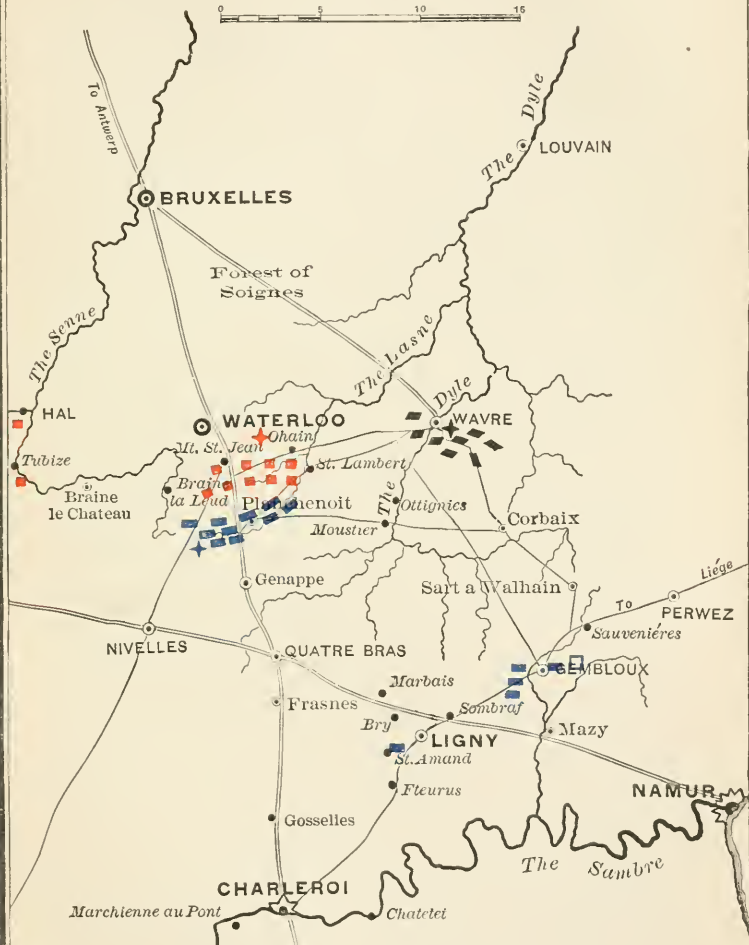 0 5 10 15
To Antwerp
The Dyle
LOUVAIN
BRUXELLES
Forest of
Soignes
The Senne
The Lasne
HAL
WATERLOO
Dyle
WAVRE
Mt. St. Jean
Ohain
Tubize
Braine
la Leud
St. Lambert
Braine
le Chateau
Planchenoit
The
Ottignies
Moustier
Corbaix
Genappe
Sart a Walhain
To Liége
PERWEZ
NIVELLES
Sauveniéres
QUATRE BRAS
GEMBLOUX
Marbais
Frasnes
Sombraf
Bry
Mazy
LIGNY
St. Amand
NAMUR
Fleurus
Gosselles
The Sambre
CHARLEROI
Marchienne au Pont
Chatelet